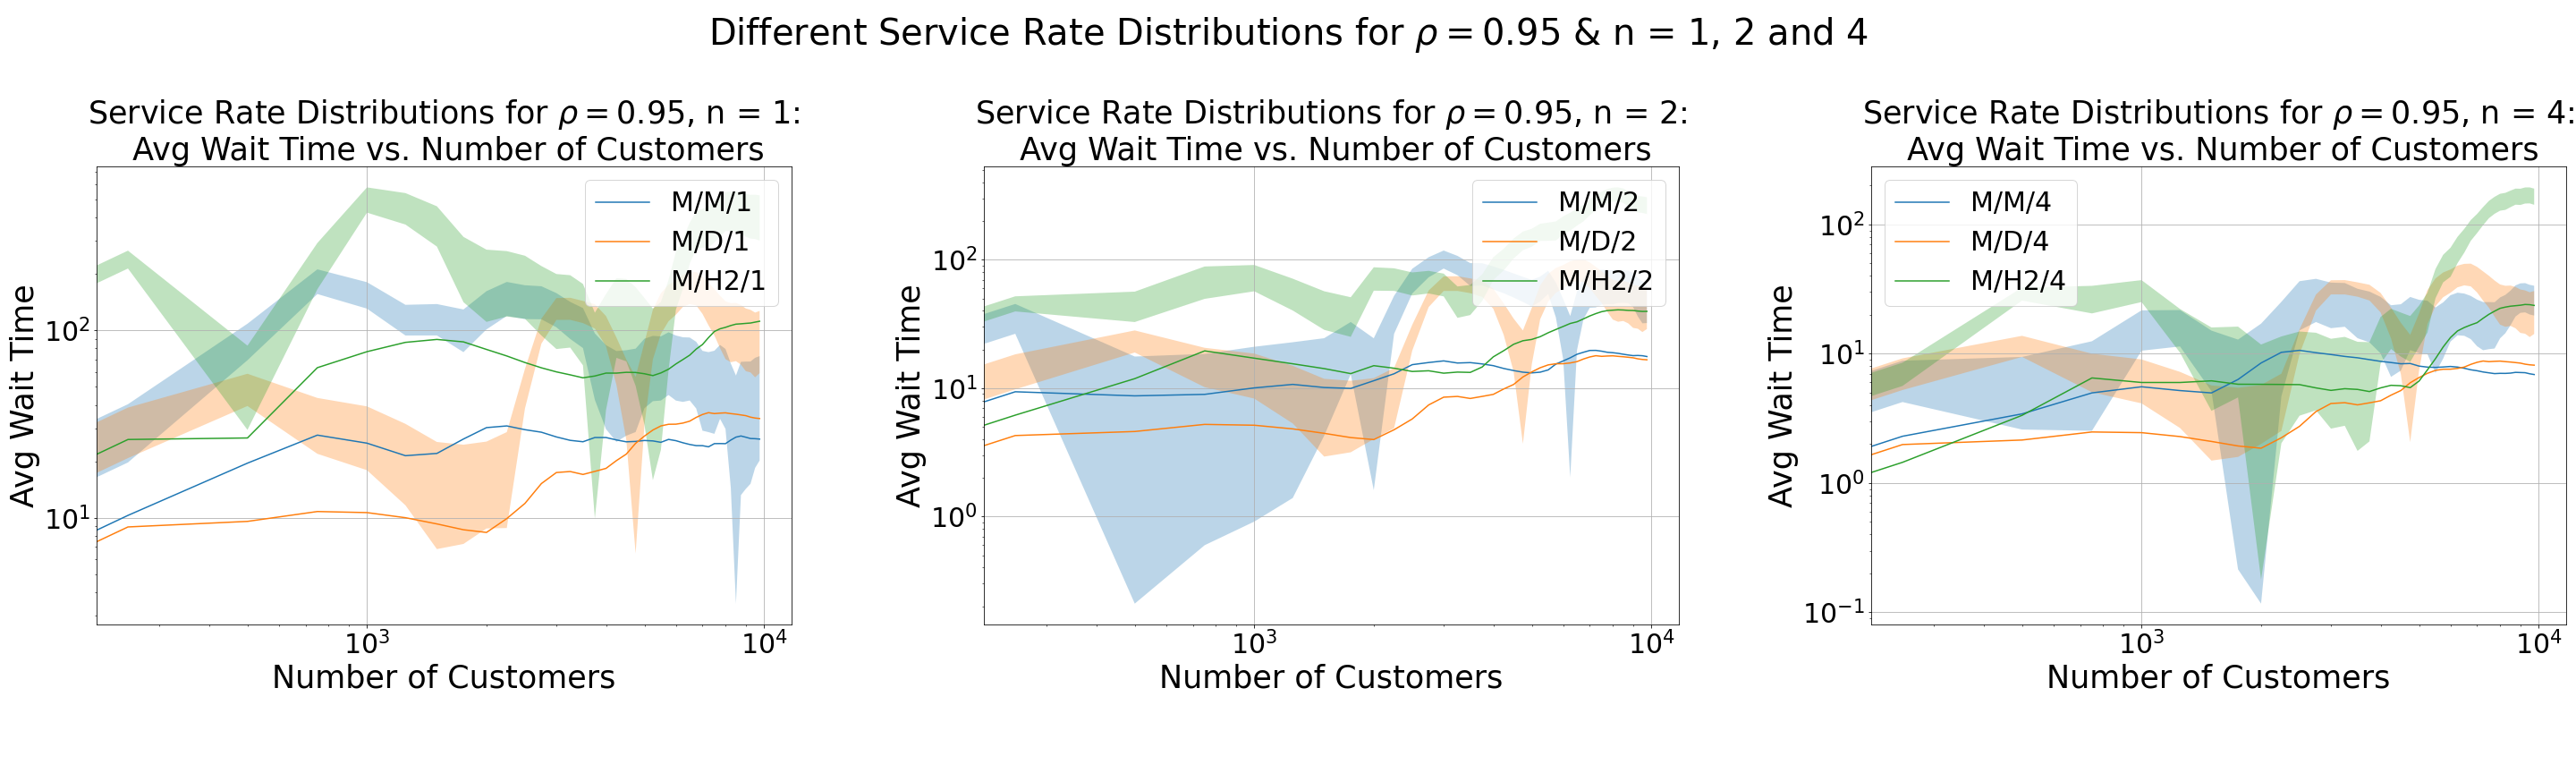 Different Service Rate Distributions for ρ = 0.95 & n = 1, 2 and 4
Service Rate Distributions for ρ = 0.95, n = 1:
Avg Wait Time vs. Number of Customers
M/M/1
M/D/1
M/H2/1
10²
10¹
Avg Wait Time
10³
10⁴
Number of Customers
Service Rate Distributions for ρ = 0.95, n = 2:
Avg Wait Time vs. Number of Customers
M/M/2
M/D/2
M/H2/2
10²
10¹
10⁰
Avg Wait Time
10³
10⁴
Number of Customers
Service Rate Distributions for ρ = 0.95, n = 4:
Avg Wait Time vs. Number of Customers
M/M/4
M/D/4
M/H2/4
10²
10¹
10⁰
10⁻¹
Avg Wait Time
10³
10⁴
Number of Customers